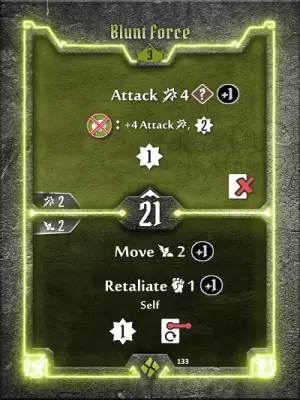 Blunt Force
3
Attack 4 ? +1
: +4 Attack , 2
1
2
21
2
Move 2 +1
Retaliate 1 +1
Self
1
133